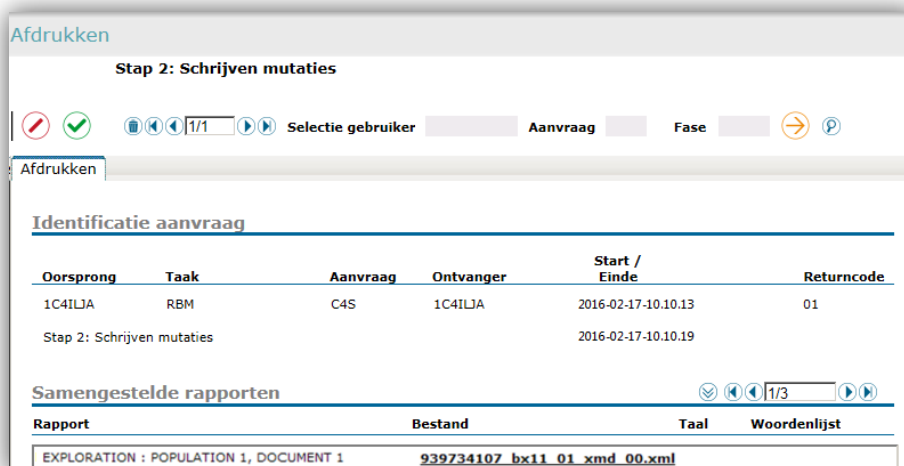 Afdrukken
Stap 2: Schrijven mutaties
1/1 Selectie gebruiker Aanvraag Fase
Afdrukken
Identificatie aanvraag
Start /
Oorsprong Taak Aanvraag Ontvanger Einde Returncode
1C4ILJA RBM C4S 1C4ILJA 2016-02-17-10.10.13 01
Stap 2: Schrijven mutaties 2016-02-17-10.10.19
Samengestelde rapporten 1/3
Rapport Bestand Taal Woordenlijst
EXPLORATION : POPULATION 1, DOCUMENT 1 939734107_bx11_01_xmd_00.xml